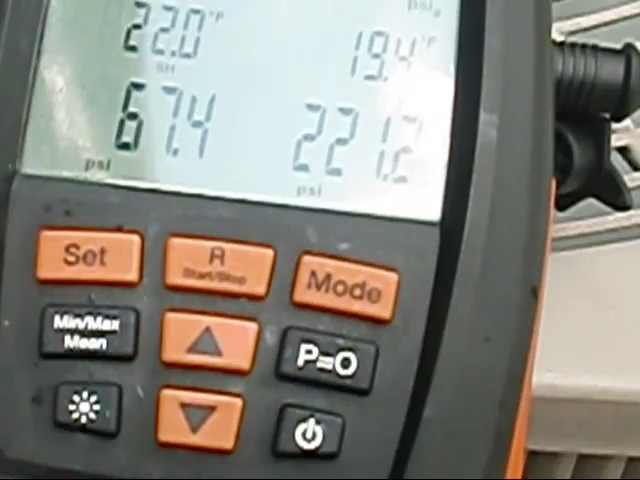 psi
22.0°F 19.4°F
SH
67.4 221.2
psi psi
Set R Mode
Start/Stop
Min/Max
Mean
P=O